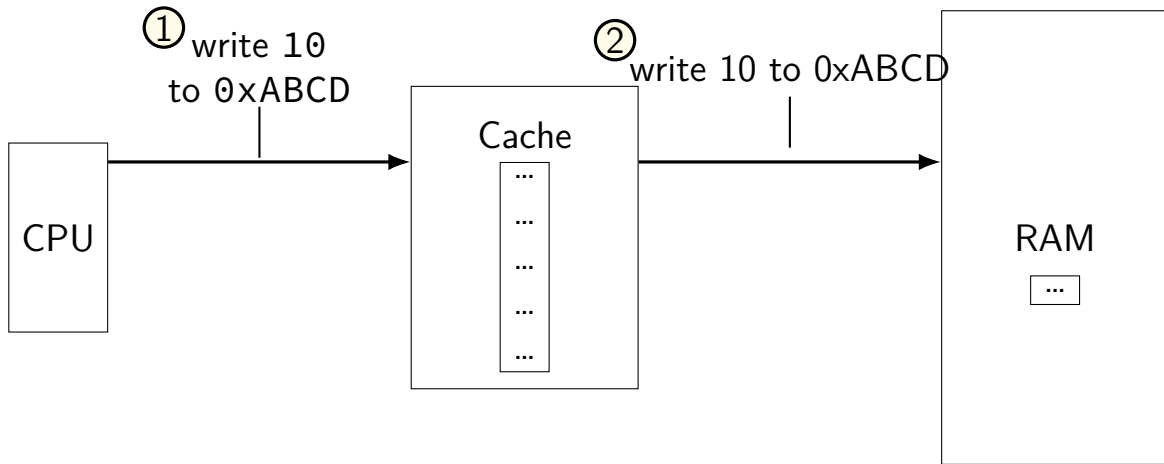 1
write 10
to 0xABCD
2
write 10 to 0xABCD
Cache
...
...
...
...
...
CPU
RAM
...